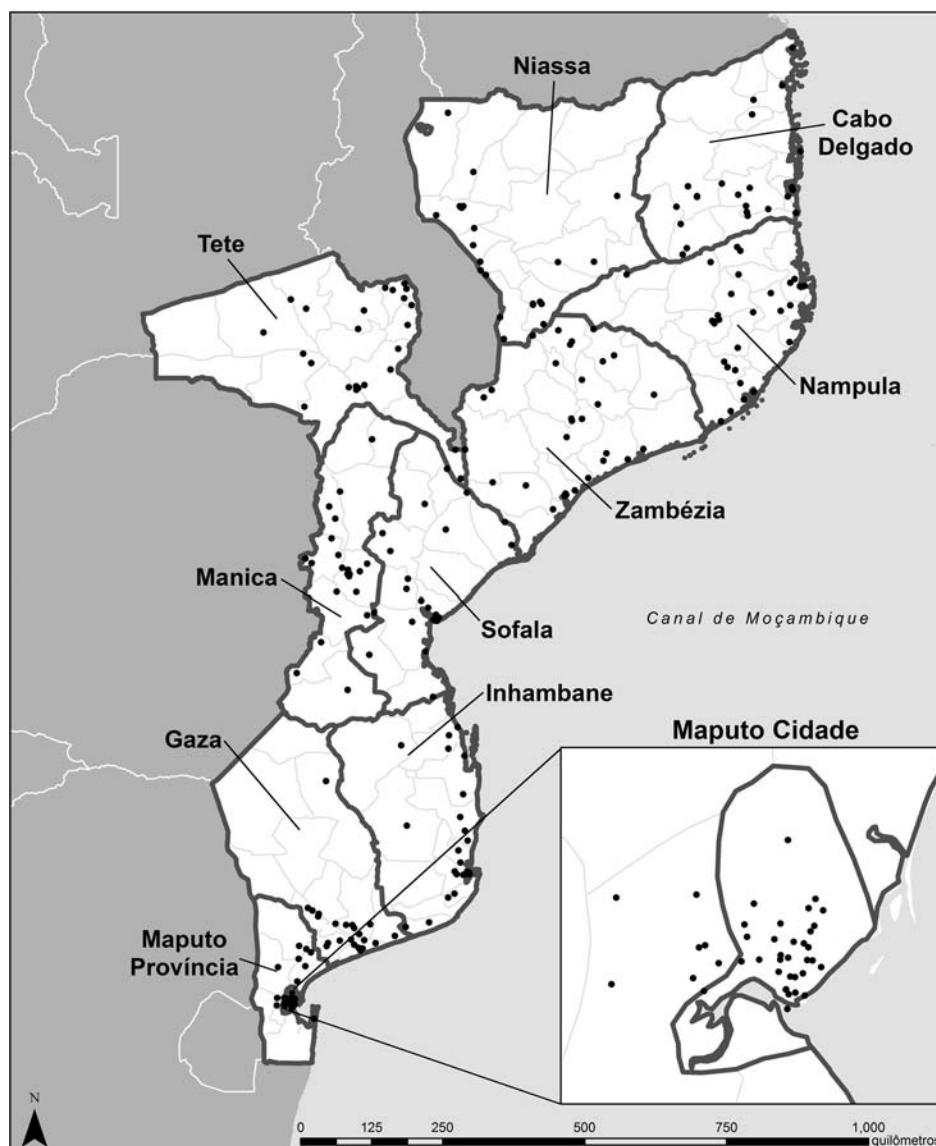 Niassa
Cabo
Delgado
Tete
Nampula
Zambézia
Manica
Sofala
Canal de Moçambique
Inhambane
Gaza
Maputo Cidade
Maputo
Província
N
0 125 250 500 750 1,000
quilômetros